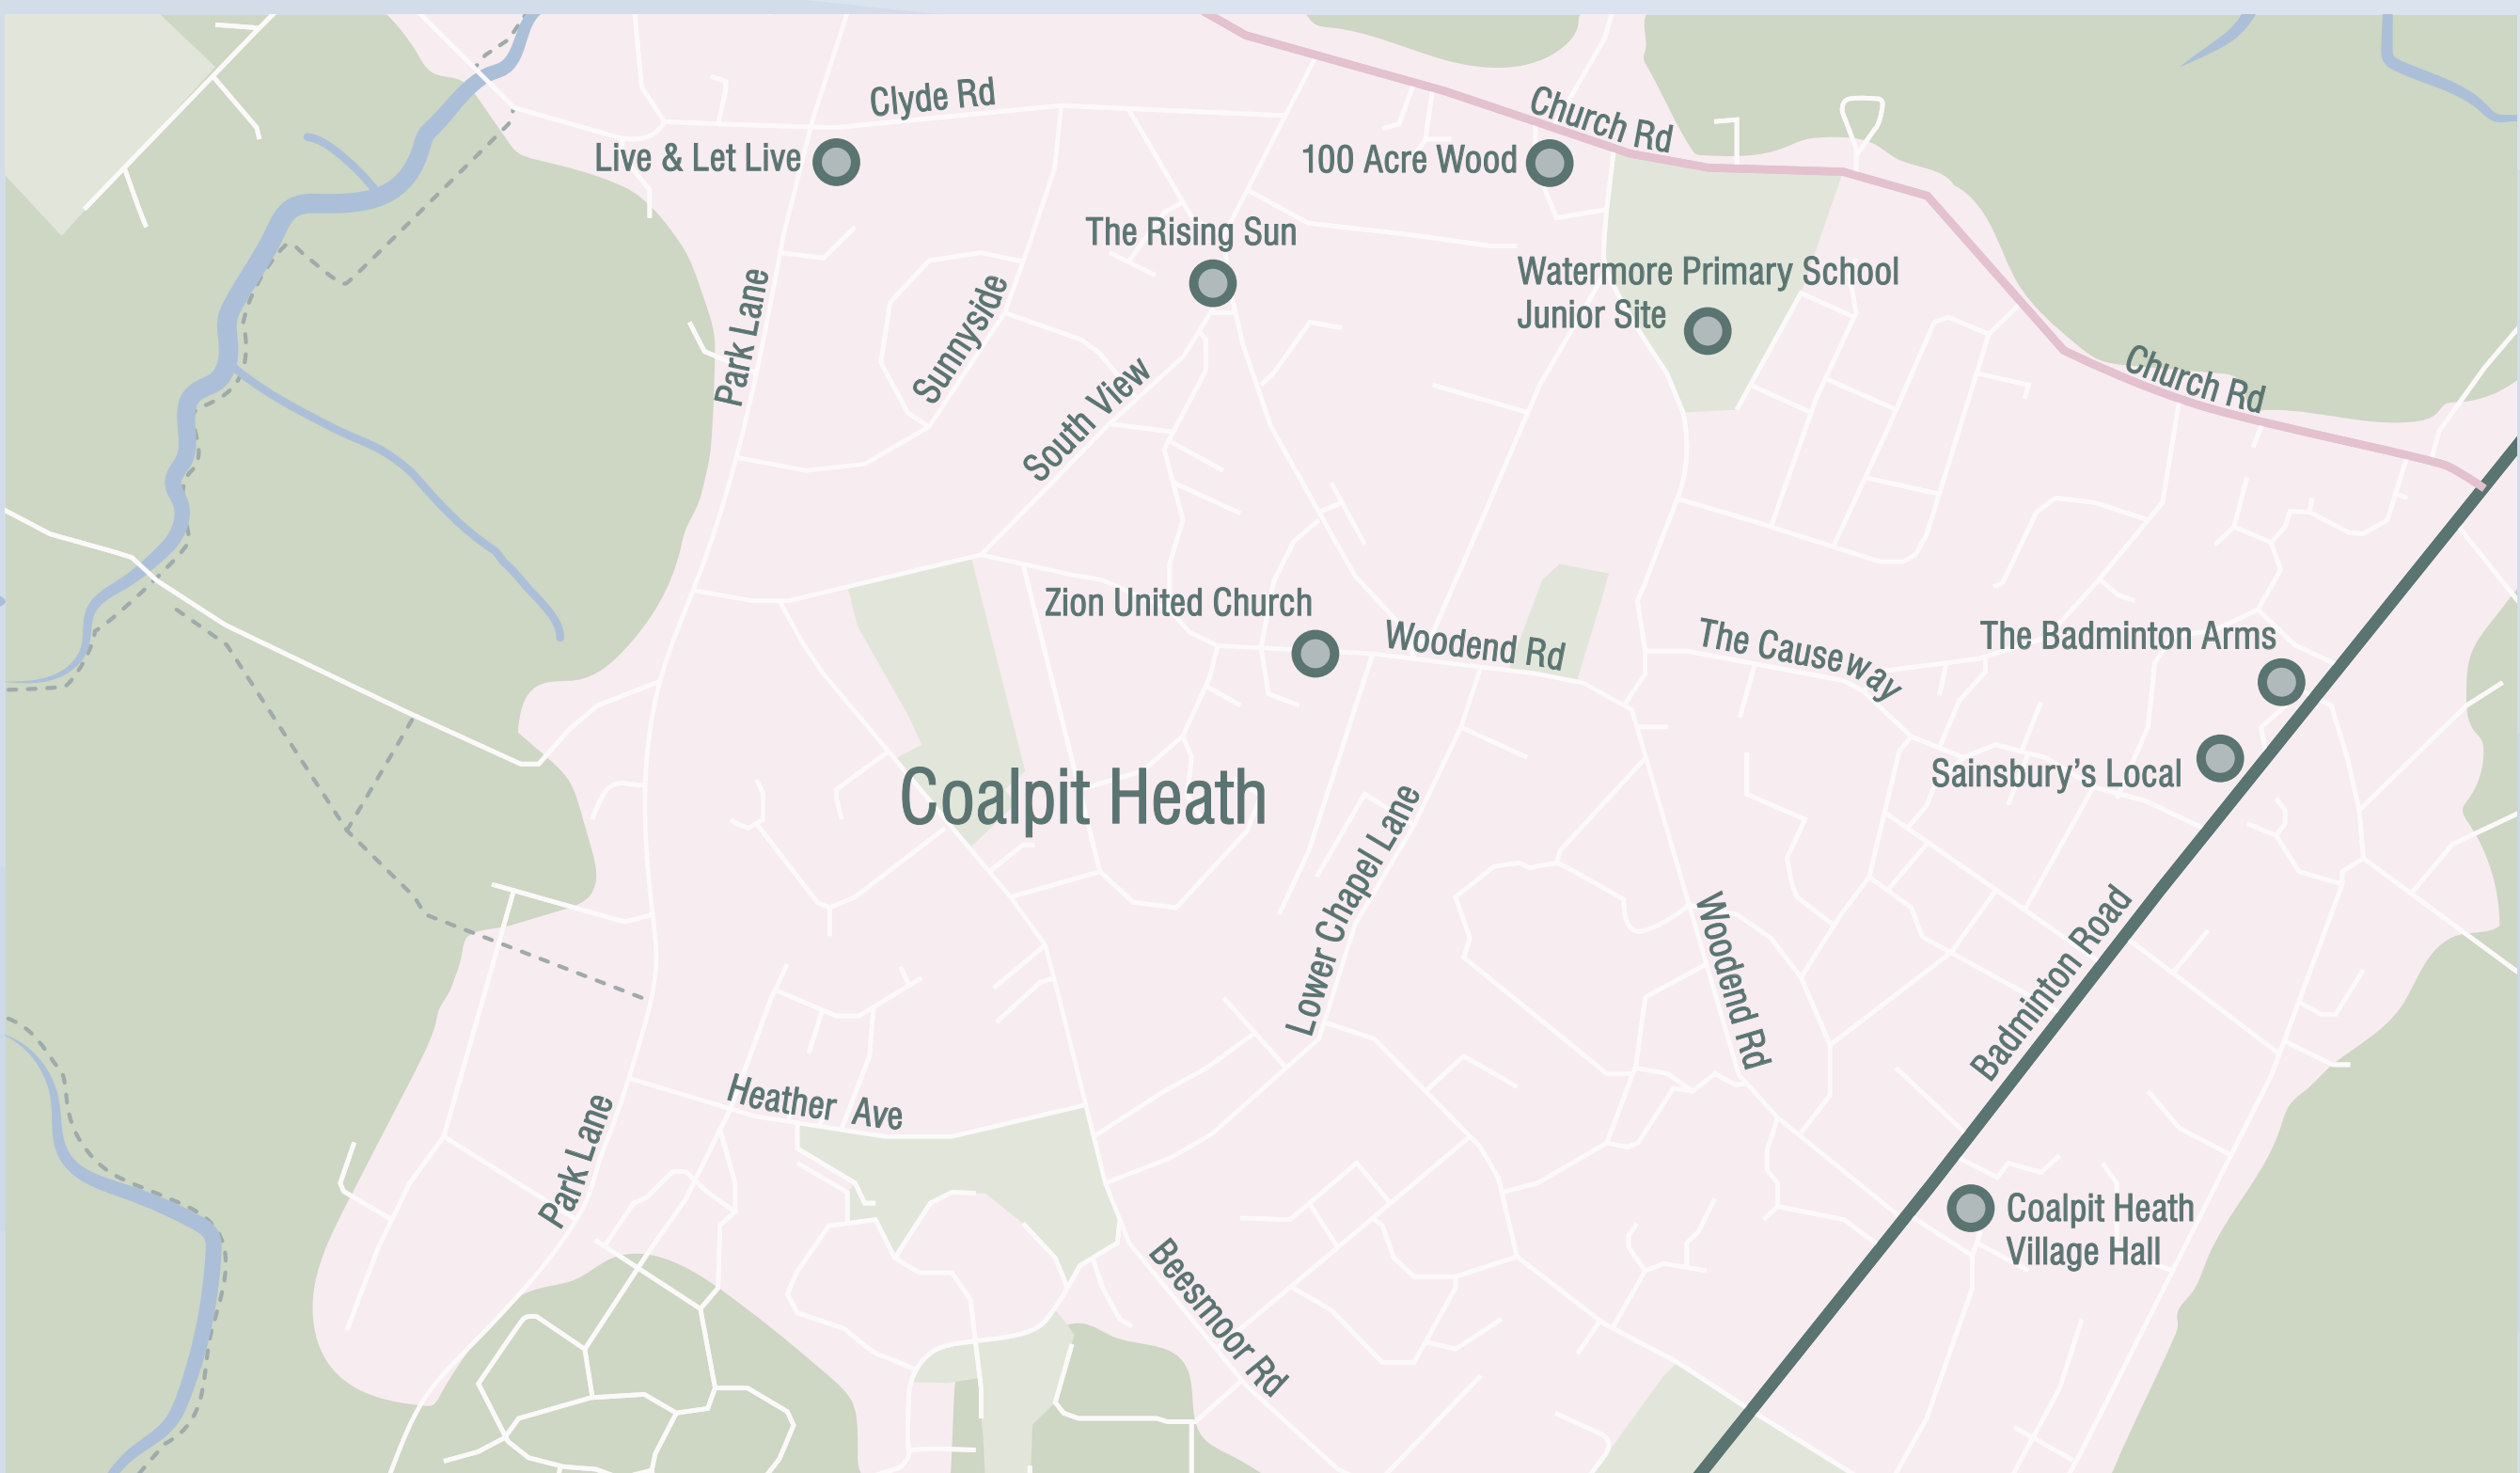 Clyde Rd
Church Rd
Live & Let Live
100 Acre Wood
The Rising Sun
Watermore Primary School
Junior Site
Park Lane
Sunnyside
South View
Church Rd
Zion United Church
Woodend Rd
The Causeway
The Badminton Arms
Sainsbury's Local
Coalpit Heath
Lower Chapel Lane
Woodend Rd
Badminton Road
Heather Ave
Park Lane
Coalpit Heath
Village Hall
Beesmoor Rd